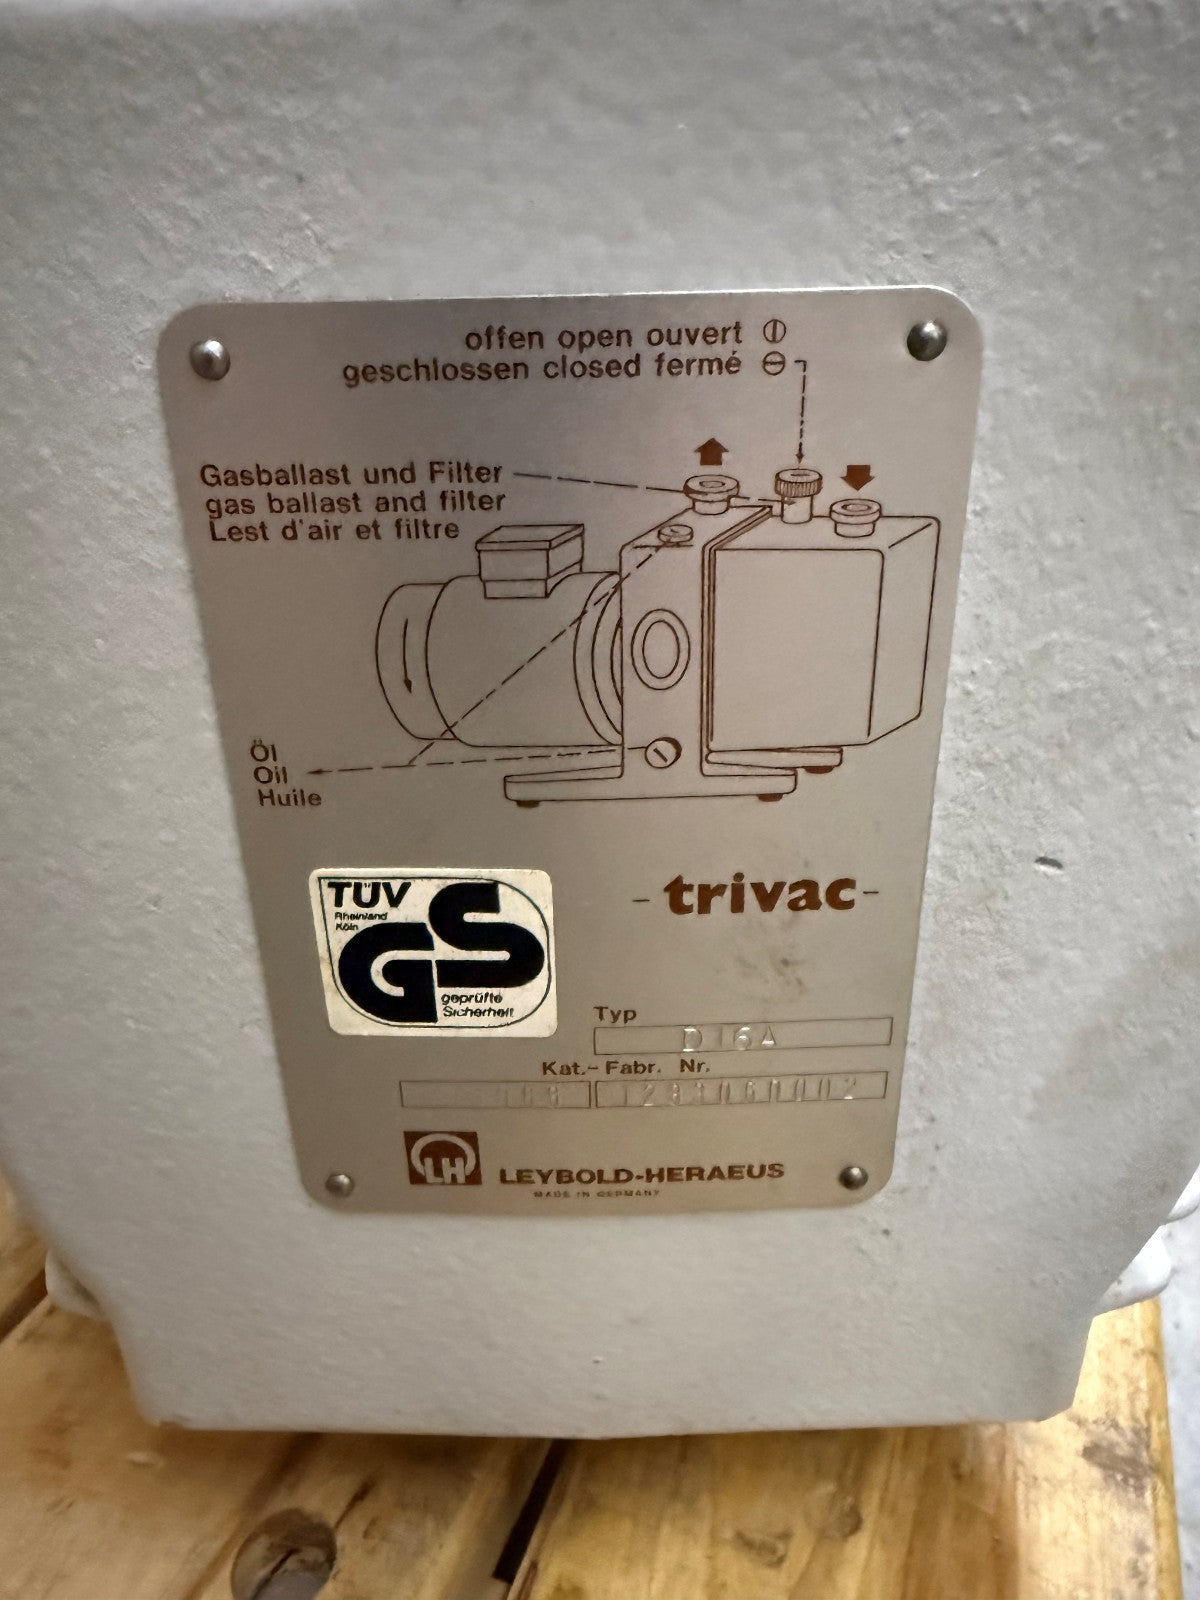 offen open ouvert
geschlossen closed fermé
Gasballast und Filter
gas ballast and filter
Lest d'air et filtre
Öl
Oil
Huile
TÜV
Rheinland
Köln
GS
geprüfte
Sicherheit
-trivac-
Typ
D 16A
Kat.- Fabr. Nr.
LH
LEYBOLD-HERAEUS
MADE IN GERMANY